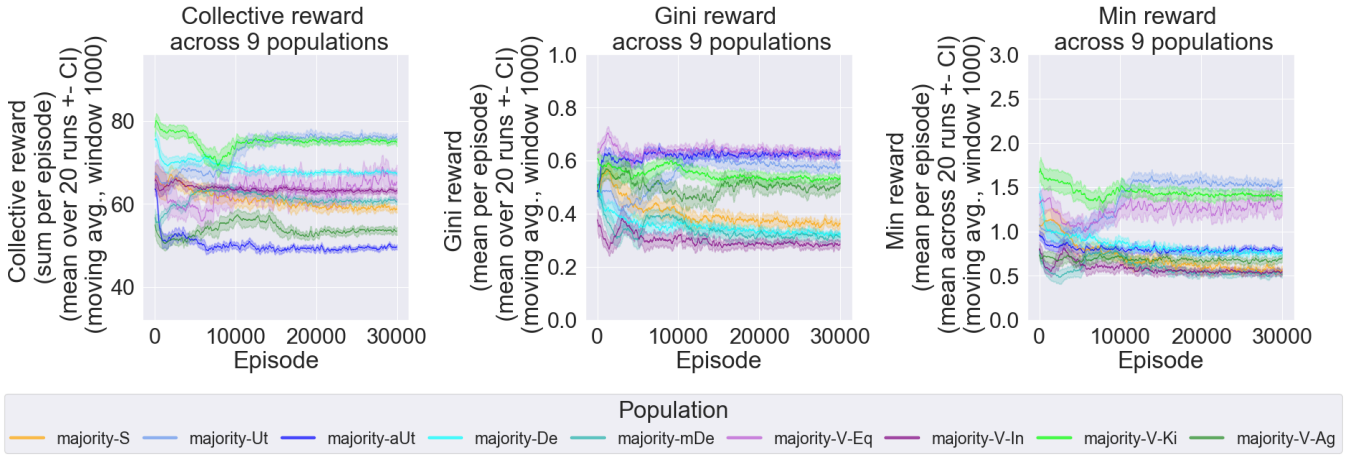 Collective reward
across 9 populations
Collective reward
(sum per episode)
(mean over 20 runs +- CI)
(moving avg., window 1000)
80
60
40
0
10000
20000
30000
Episode
Gini reward
across 9 populations
Gini reward
(mean per episode)
(mean over 20 runs +- CI)
(moving avg., window 1000)
1.0
0.8
0.6
0.4
0.2
0.0
0
10000
20000
30000
Episode
Min reward
across 9 populations
Min reward
(mean per episode)
(mean across 20 runs +- CI)
(moving avg., window 1000)
3.0
2.5
2.0
1.5
1.0
0.5
0.0
0
10000
20000
30000
Episode
Population
majority-S
majority-Ut
majority-aUt
majority-De
majority-mDe
majority-V-Eq
majority-V-In
majority-V-Ki
majority-V-Ag